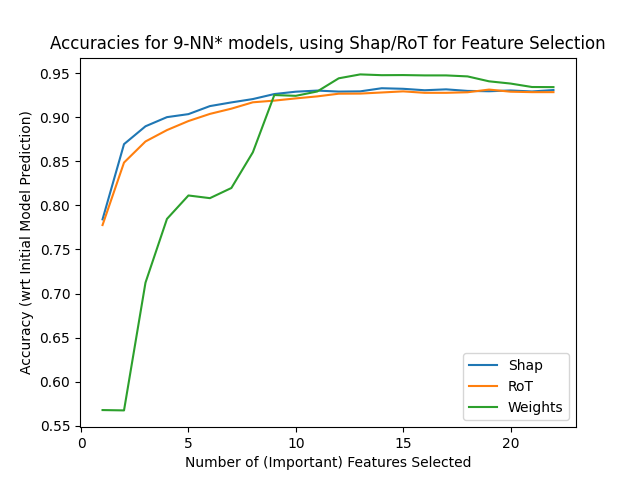 Accuracies for 9-NN* models, using Shap/RoT for Feature Selection
Accuracy (wrt Initial Model Prediction)
0.95
0.90
0.85
0.80
0.75
0.70
0.65
0.60
0.55
Shap
RoT
Weights
0 5 10 15 20
Number of (Important) Features Selected